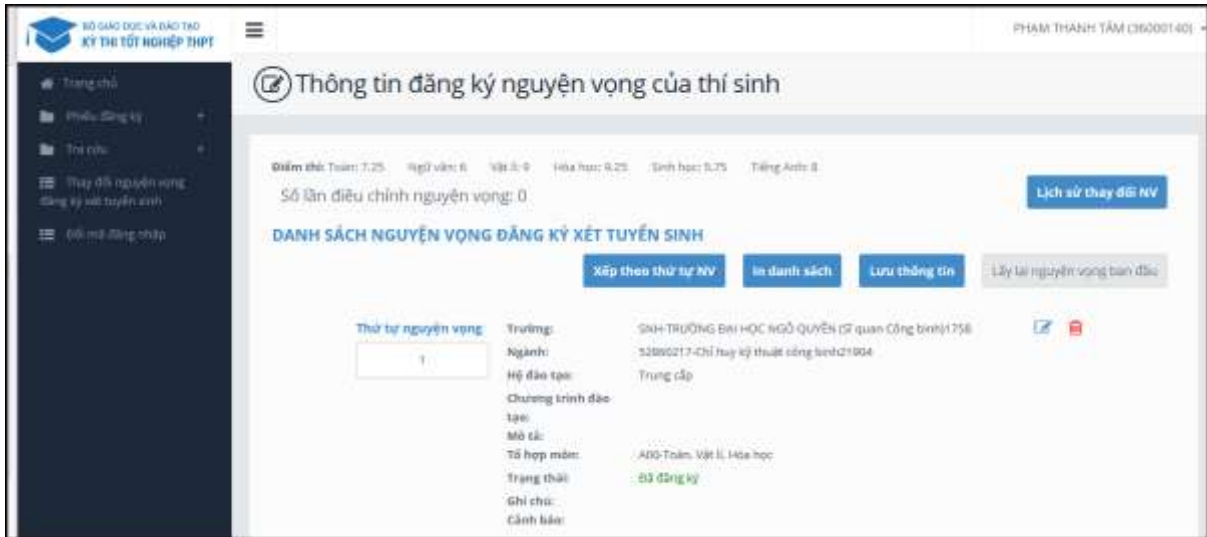 BỘ GIÁO DỤC VÀ ĐÀO TẠO
KỲ THI TỐT NGHIỆP THPT
PHẠM THANH TÂM (36000140)
Trang chủ
Phiếu đăng ký
Tra cứu
Thay đổi nguyện vọng
đăng ký xét tuyển sinh
Đổi mã đăng nhập
Thông tin đăng ký nguyện vọng của thí sinh
Điểm thi: Toán: 7.25 Ngữ văn: 6 Vật lí: 9 Hóa học: 9.25 Sinh học: 5.75 Tiếng Anh: 8
Số lần điều chỉnh nguyện vọng: 0
Lịch sử thay đổi NV
DANH SÁCH NGUYỆN VỌNG ĐĂNG KÝ XÉT TUYỂN SINH
Xếp theo thứ tự NV
In danh sách
Lưu thông tin
Lấy lại nguyện vọng ban đầu
Thứ tự nguyện vọng
1
Trường: SNH-TRƯỜNG ĐẠI HỌC NGÔ QUYỀN (Sĩ quan Công binh)1758
Ngành: 52860217-Chỉ huy kỹ thuật công binh21904
Hệ đào tạo: Trung cấp
Chương trình đào
tạo:
Mô tả:
Tổ hợp môn: A00-Toán, Vật lí, Hóa học
Trạng thái: Đã đăng ký
Ghi chú:
Cảnh báo: